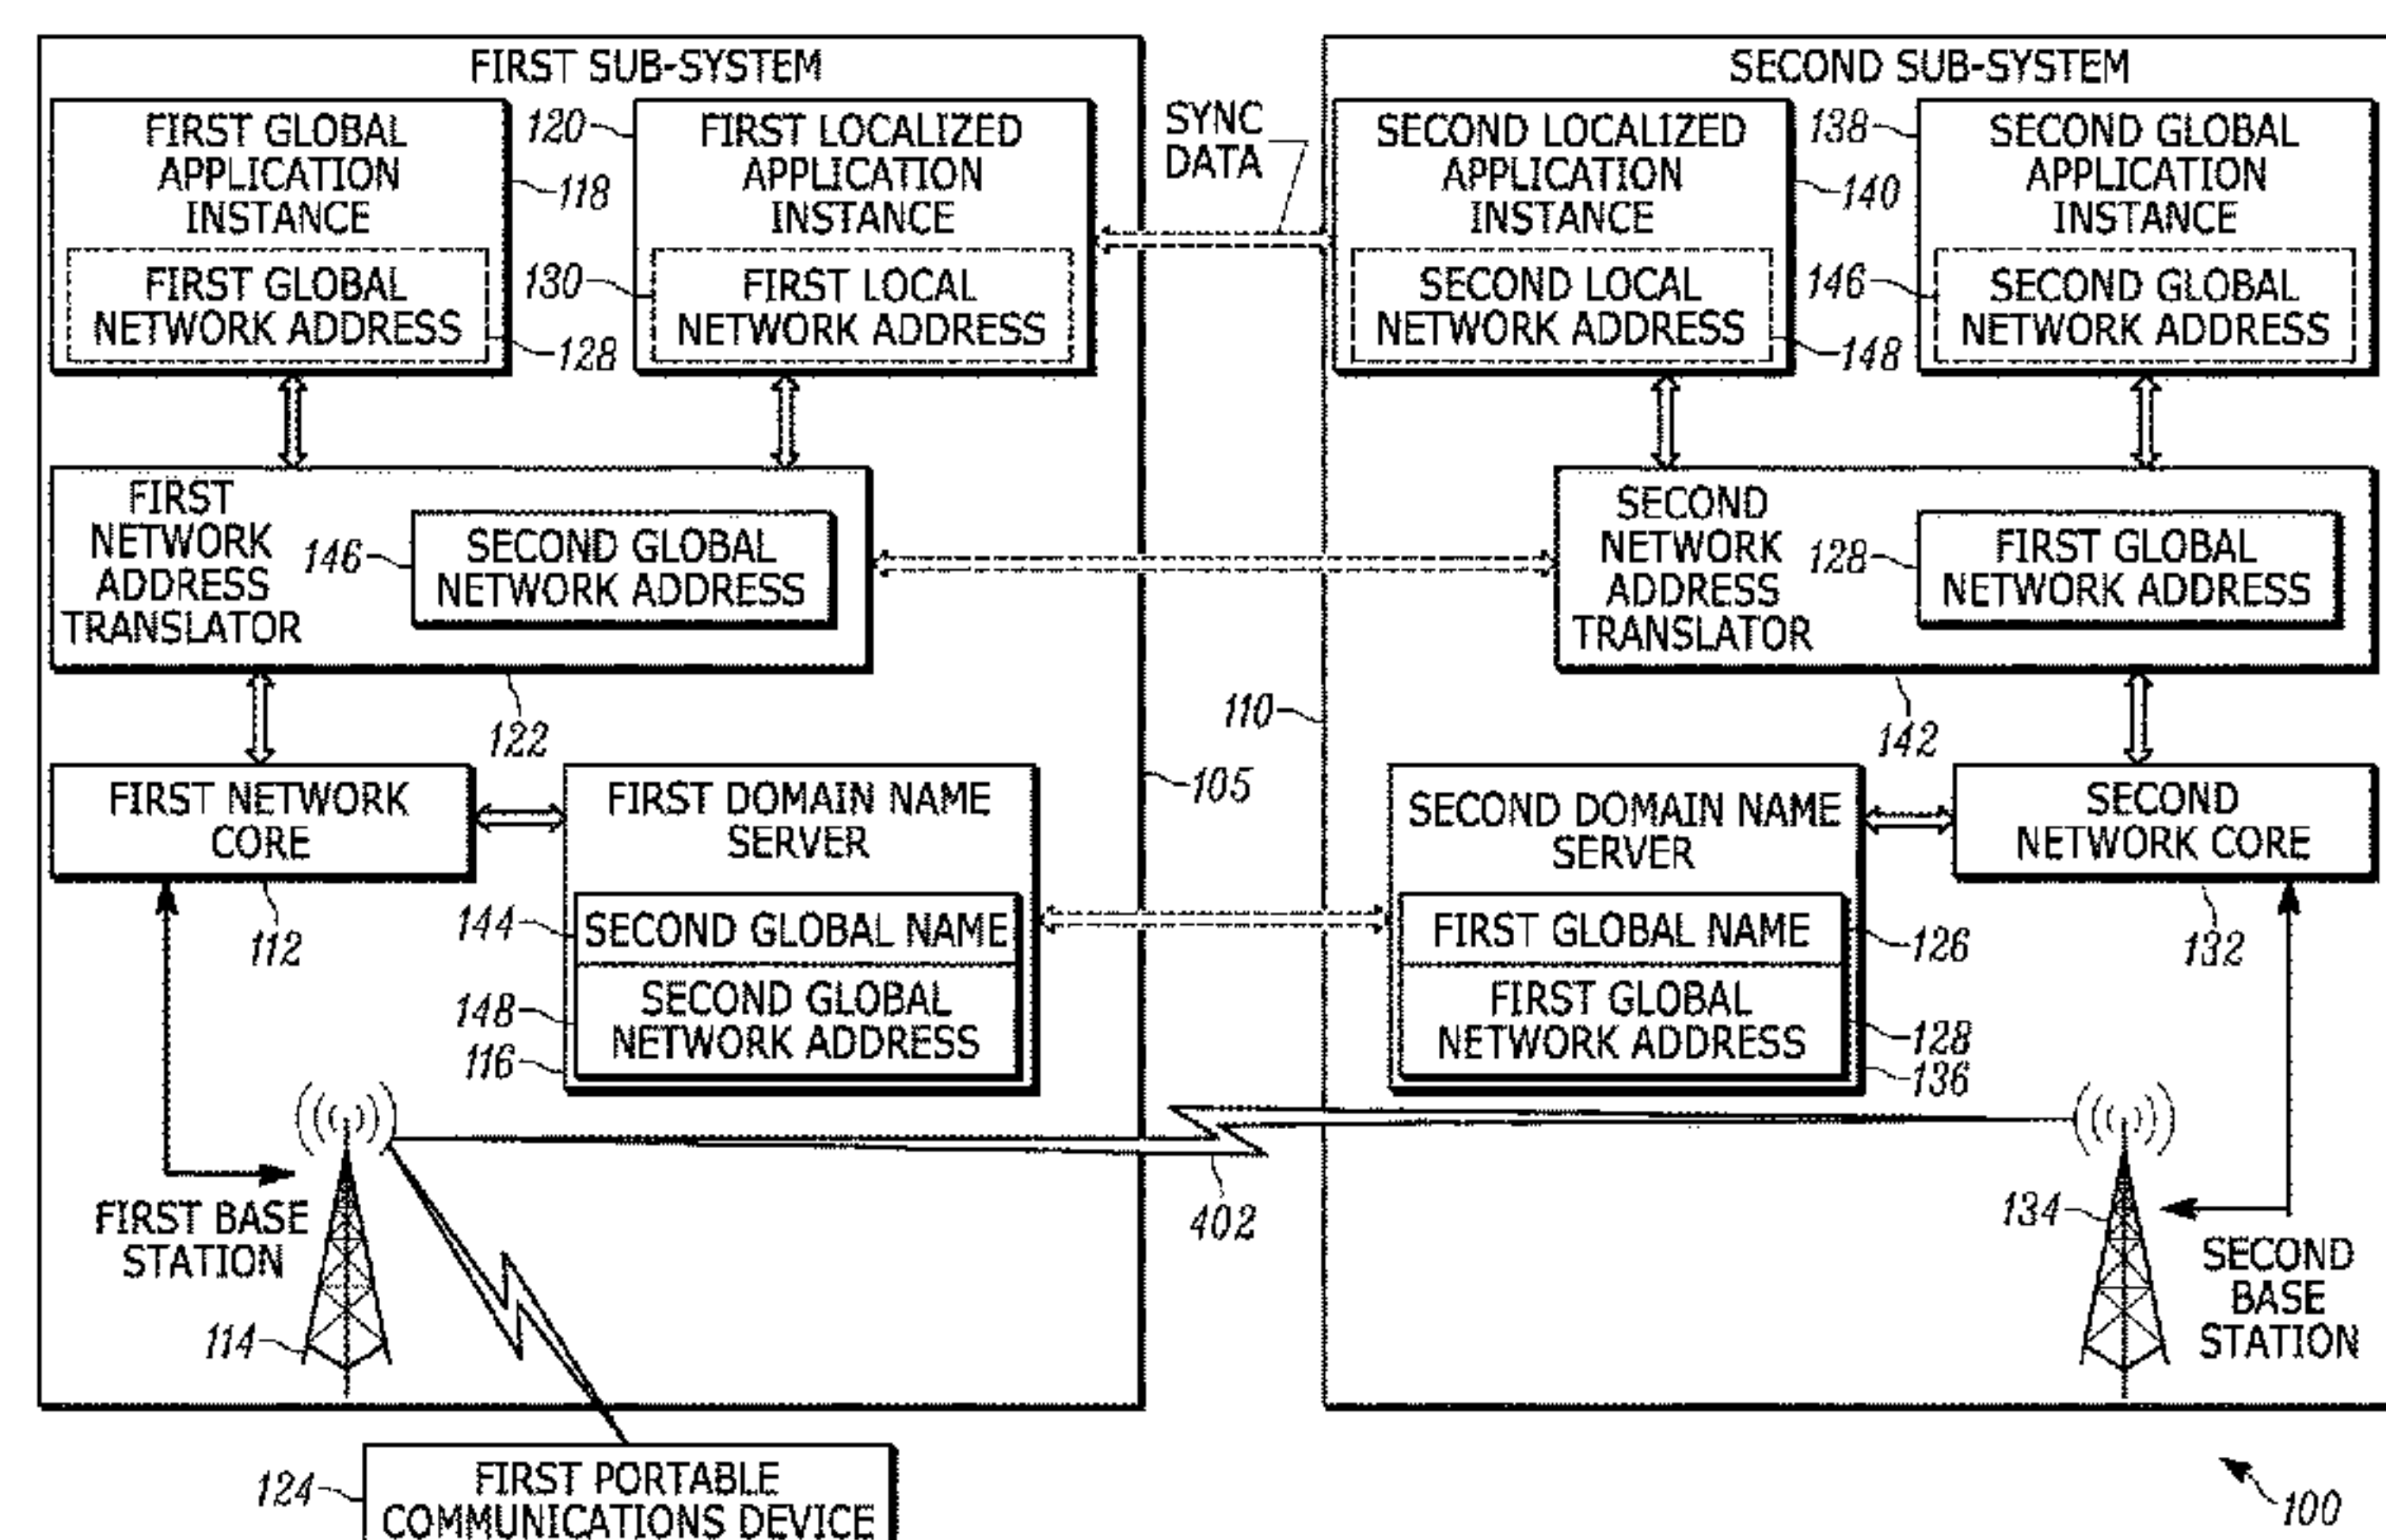 FIRST SUB-SYSTEM
FIRST GLOBAL
APPLICATION
INSTANCE
118
FIRST GLOBAL
NETWORK ADDRESS
128
120
FIRST LOCALIZED
APPLICATION
INSTANCE
130
FIRST LOCAL
NETWORK ADDRESS
SYNC
DATA
SECOND SUB-SYSTEM
SECOND LOCALIZED
APPLICATION
INSTANCE
140
SECOND LOCAL
NETWORK ADDRESS
148
138
SECOND GLOBAL
APPLICATION
INSTANCE
146
SECOND GLOBAL
NETWORK ADDRESS
FIRST
NETWORK
ADDRESS
TRANSLATOR
146
SECOND GLOBAL
NETWORK ADDRESS
122
SECOND
NETWORK
ADDRESS
TRANSLATOR
128
FIRST GLOBAL
NETWORK ADDRESS
142
110
105
FIRST NETWORK
CORE
112
FIRST DOMAIN NAME
SERVER
144
SECOND GLOBAL NAME
148
SECOND GLOBAL
NETWORK ADDRESS
116
SECOND DOMAIN NAME
SERVER
FIRST GLOBAL NAME
126
FIRST GLOBAL
NETWORK ADDRESS
128
136
SECOND
NETWORK CORE
132
FIRST BASE
STATION
114
402
134
SECOND
BASE
STATION
124
FIRST PORTABLE
COMMUNICATIONS DEVICE
100